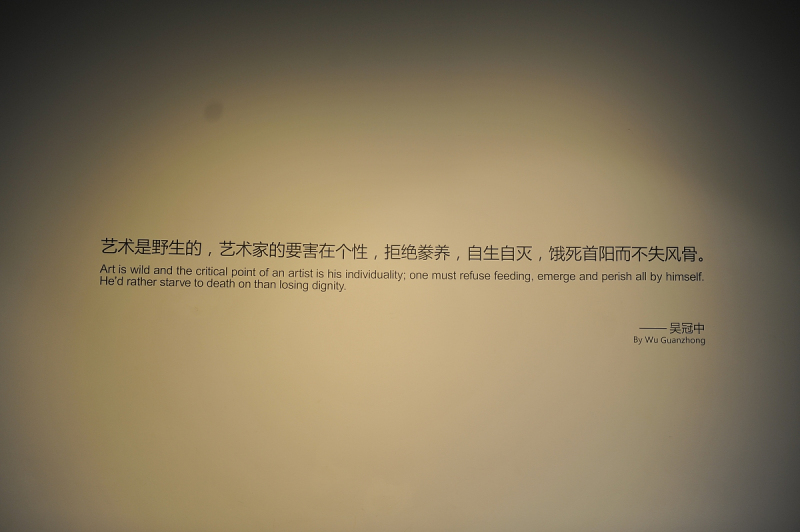 艺术是野生的，艺术家的要害在个性，拒绝豢养，自生自灭，饿死首阳而不失风骨。
Art is wild and the critical point of an artist is his individuality; one must refuse feeding, emerge and perish all by himself.
He'd rather starve to death on than losing dignity.
—— 吴冠中
By Wu Guanzhong